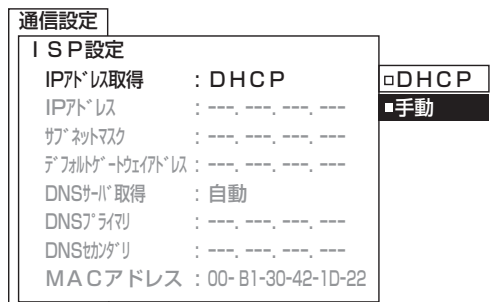 通信設定
ISP設定
IPｱﾄﾞﾚｽ取得 : DHCP
□DHCP
■手動
IPｱﾄﾞﾚｽ : ---. ---. ---. ---
ｻﾌﾞﾈｯﾄﾏｽｸ : ---. ---. ---. ---
ﾃﾞﾌｫﾙﾄｹﾞｰﾄｳｪｲｱﾄﾞﾚｽ : ---. ---. ---. ---
DNSｻｰﾊﾞ取得 : 自動
DNSﾌﾟﾗｲﾏﾘ : ---. ---. ---. ---
DNSｾｶﾝﾀﾞﾘ : ---. ---. ---. ---
MACアドレス : 00-B1-30-42-1D-22